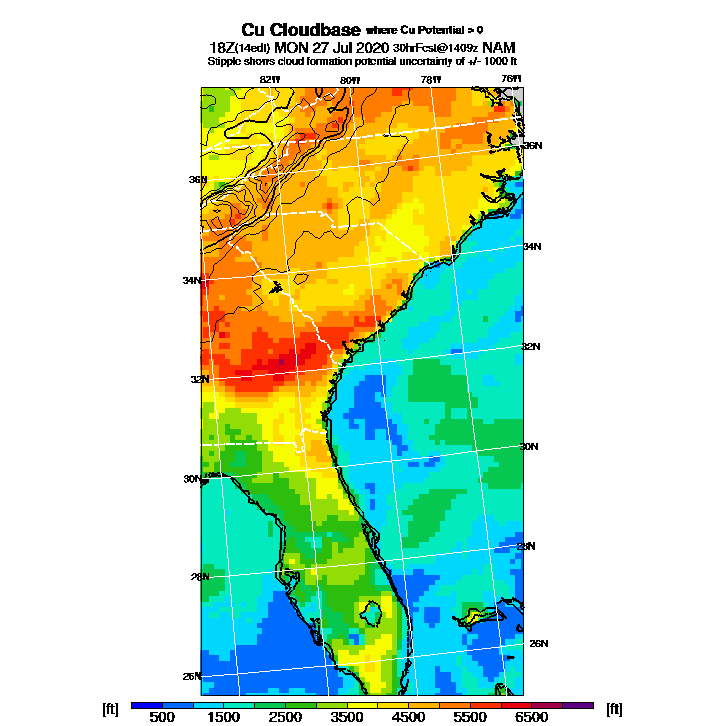 Cu Cloudbase where Cu Potential > 0
18Z(14edt) MON 27 Jul 2020 30hrFcst@1409z NAM
Stipple shows cloud formation potential uncertainty of +/- 1000 ft
82W 80W 78W 76W
36N
36N
34N
34N
32N
32N
30N
30N
28N
28N
26N
26N
[ft] 500 1500 2500 3500 4500 5500 6500 [ft]